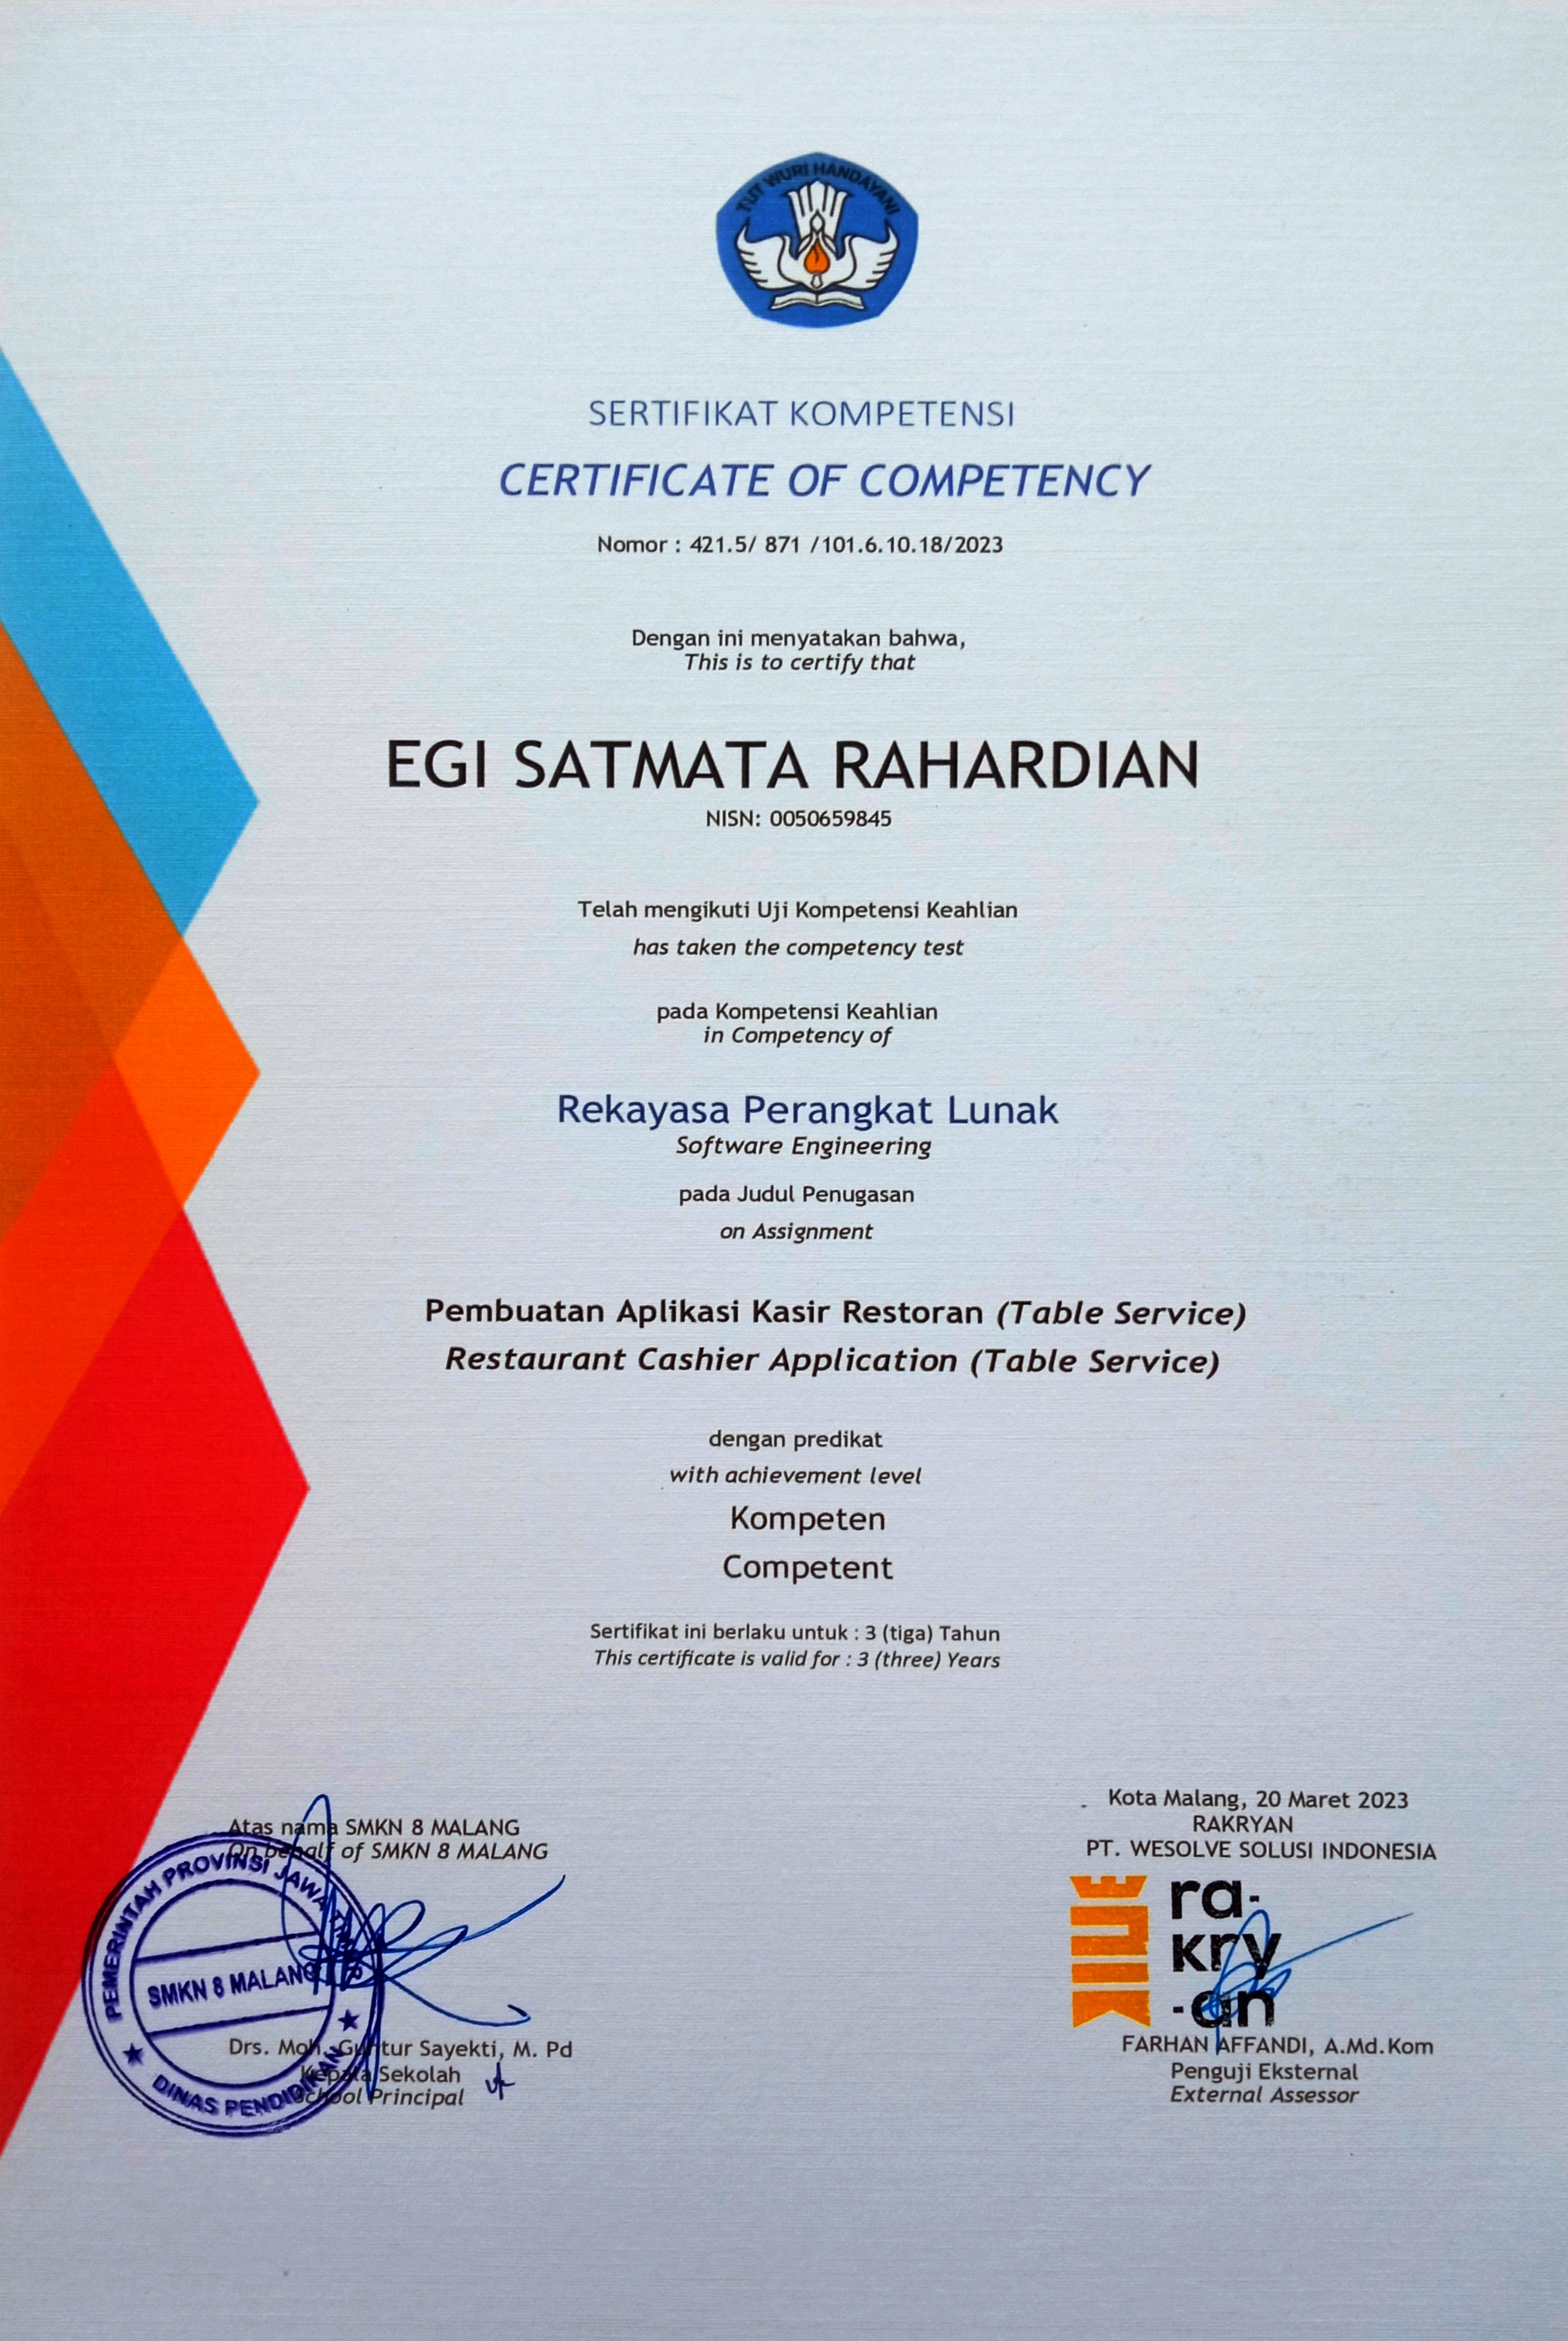 TUT WURI HANDAYANI
SERTIFIKAT KOMPETENSI
CERTIFICATE OF COMPETENCY
Nomor : 421.5/ 871 /101.6.10.18/2023
Dengan ini menyatakan bahwa,
This is to certify that
EGI SATMATA RAHARDIAN
NISN: 0050659845
Telah mengikuti Uji Kompetensi Keahlian
has taken the competency test
pada Kompetensi Keahlian
in Competency of
Rekayasa Perangkat Lunak
Software Engineering
pada Judul Penugasan
on Assignment
Pembuatan Aplikasi Kasir Restoran (Table Service)
Restaurant Cashier Application (Table Service)
dengan predikat
with achievement level
Kompeten
Competent
Sertifikat ini berlaku untuk : 3 (tiga) Tahun
This certificate is valid for : 3 (three) Years
Atas nama SMKN 8 MALANG
On behalf of SMKN 8 MALANG
PEMERINTAH PROVINSI JAWA TIMUR
SMKN 8 MALANG
DINAS PENDIDIKAN
Drs. Moh. Guntur Sayekti, M. Pd
Kepala Sekolah
School Principal
Kota Malang, 20 Maret 2023
RAKRYAN
PT. WESOLVE SOLUSI INDONESIA
ra-
kry
-an
FARHAN AFFANDI, A.Md.Kom
Penguji Eksternal
External Assessor